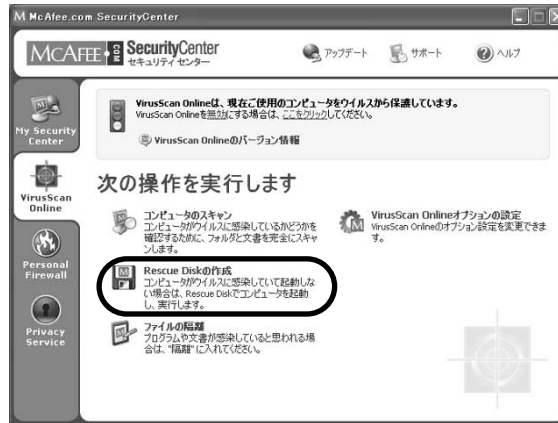 McAfee.com SecurityCenter
McAFEE .COM SecurityCenter
セキュリティ センター
アップデート
サポート
ヘルプ
My Security
Center
VirusScan
Online
Personal
Firewall
Privacy
Service
VirusScan Onlineは、現在ご使用のコンピュータをウイルスから保護しています。
VirusScan Onlineを無効にする場合は、ここをクリックしてください。
VirusScan Onlineのバージョン情報
次の操作を実行します
コンピュータのスキャン
コンピュータがウイルスに感染しているかどうかを
確認するために、フォルダと文書を完全にスキャ
ンします。
Rescue Diskの作成
コンピュータがウイルスに感染していて起動しな
い場合は、Rescue Diskでコンピュータを起動
し、実行します。
ファイルの隔離
プログラムや文書が感染していると思われる場
合は、"隔離"に入れてください。
VirusScan Onlineオプションの設定
VirusScan Onlineのオプション設定を変更できま
す。